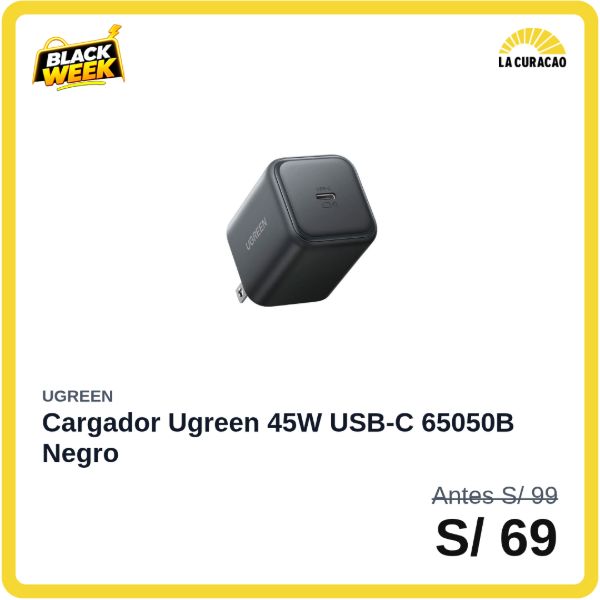 BLACK
WEEK
LA CURACAO
UGREEN
UGREEN
Cargador Ugreen 45W USB-C 65050B
Negro
Antes S/ 99
S/ 69